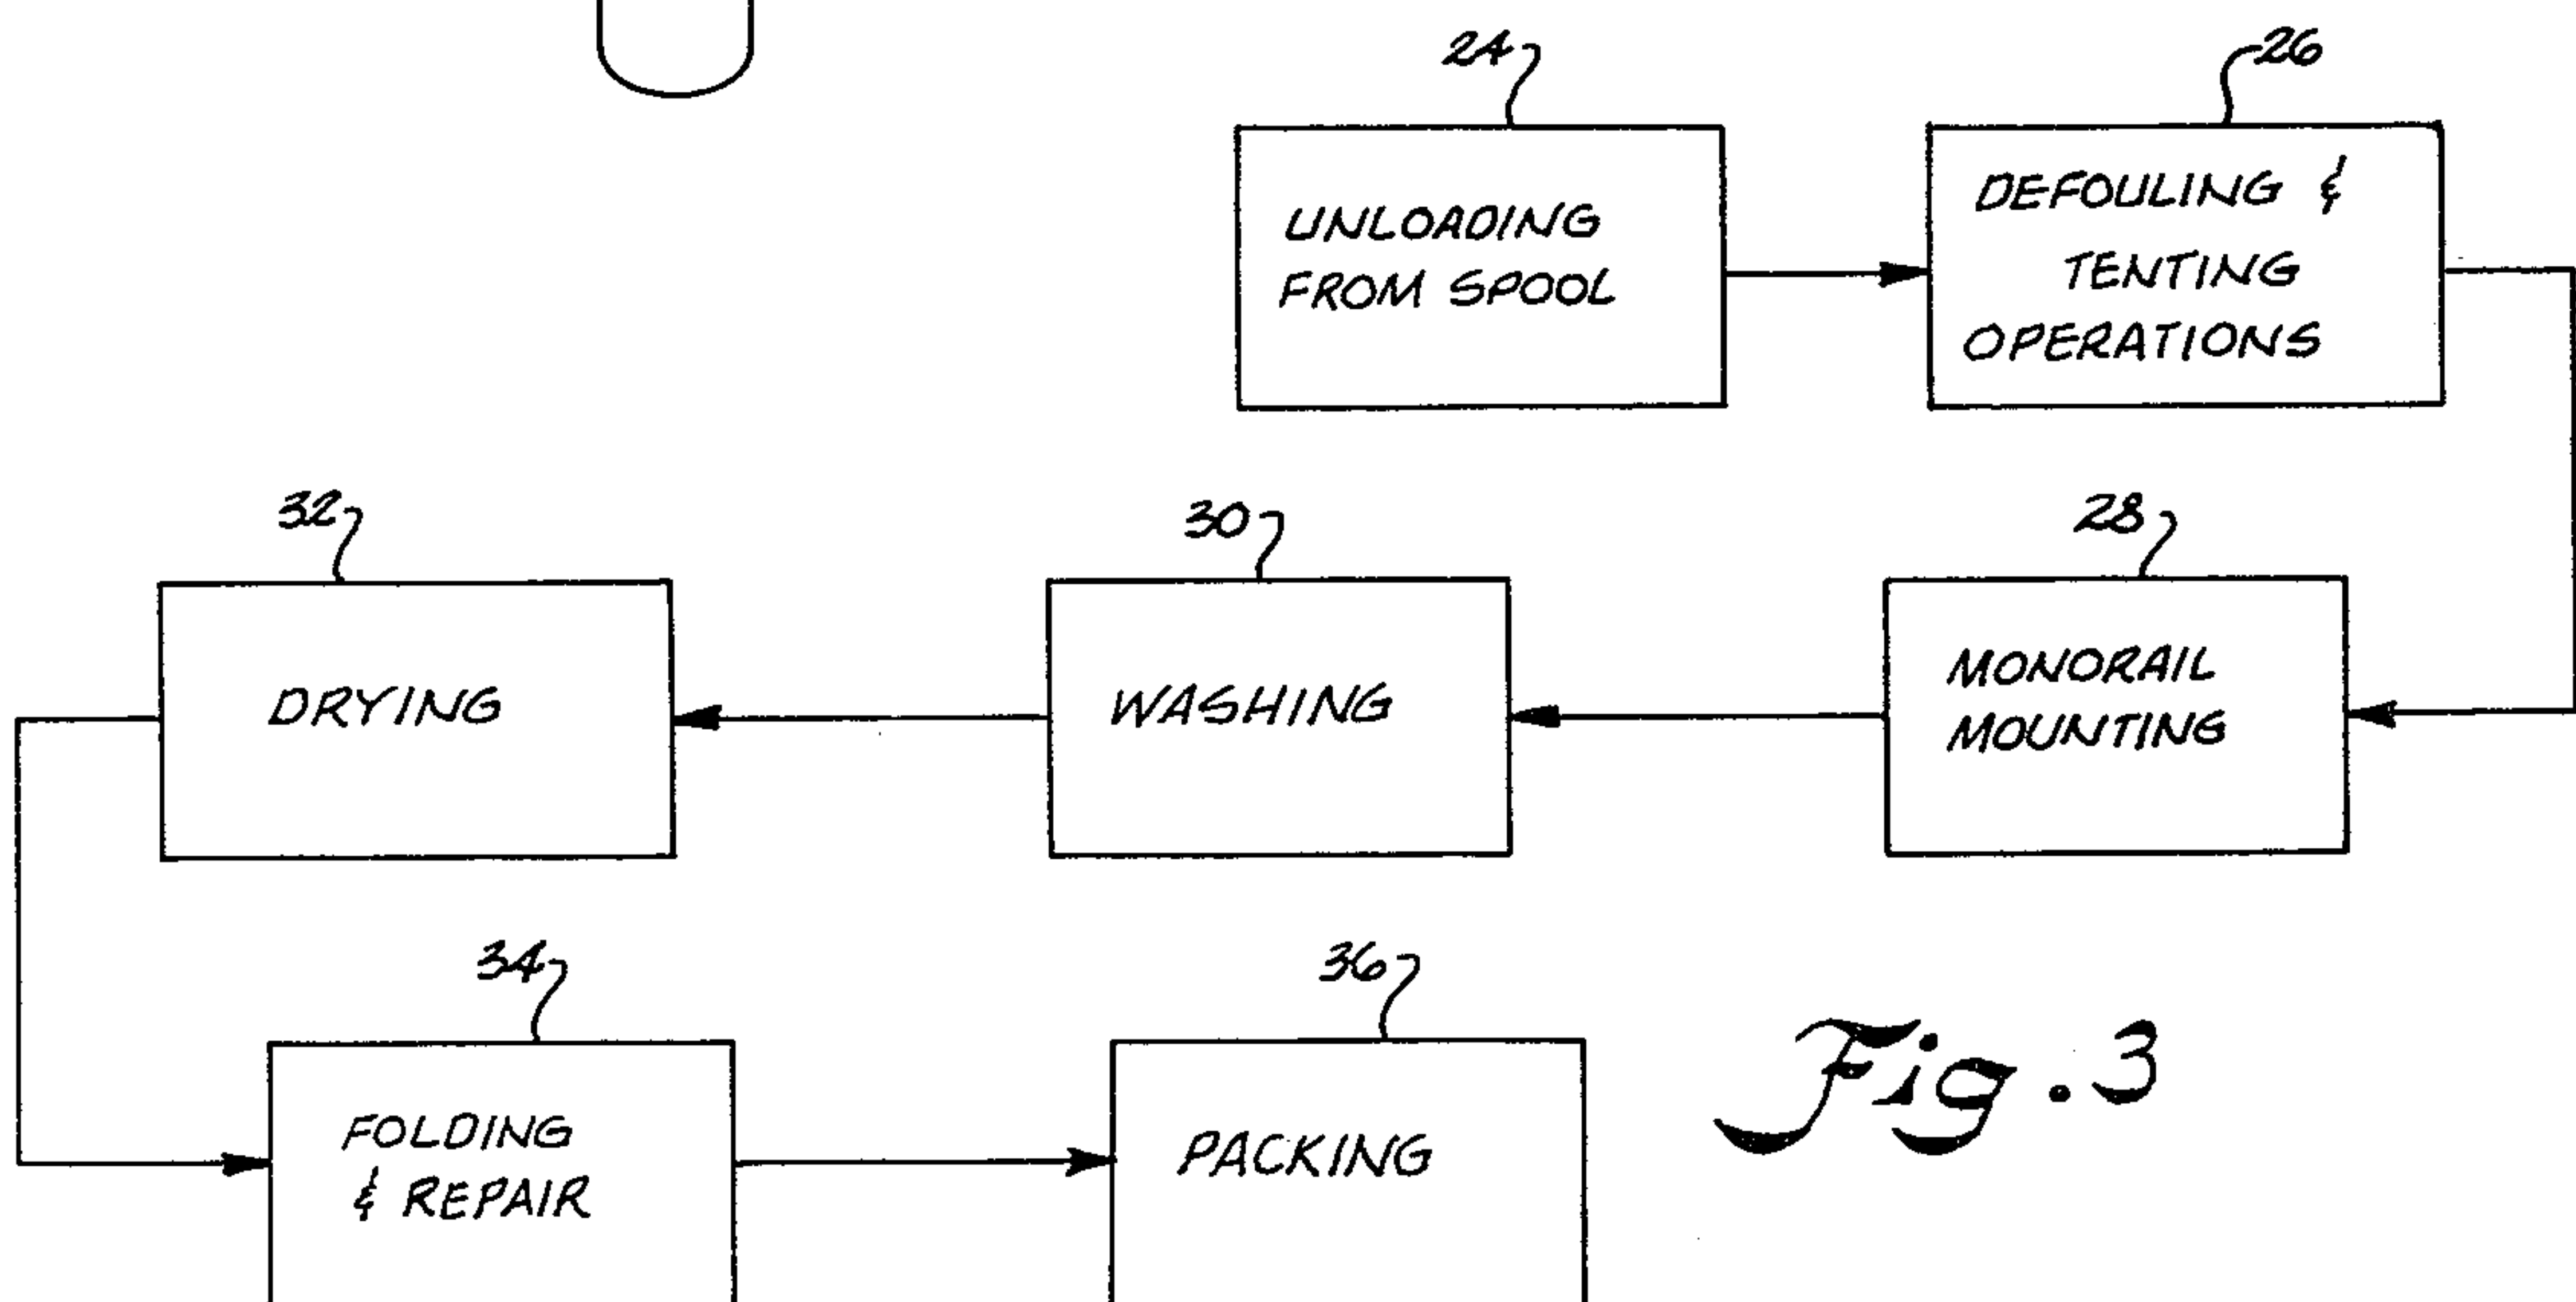 24
26
UNLOADING
FROM SPOOL
DEFOULING &
TENTING
OPERATIONS
32
30
28
DRYING
WASHING
MONORAIL
MOUNTING
34
36
FOLDING
& REPAIR
PACKING
Fig. 3